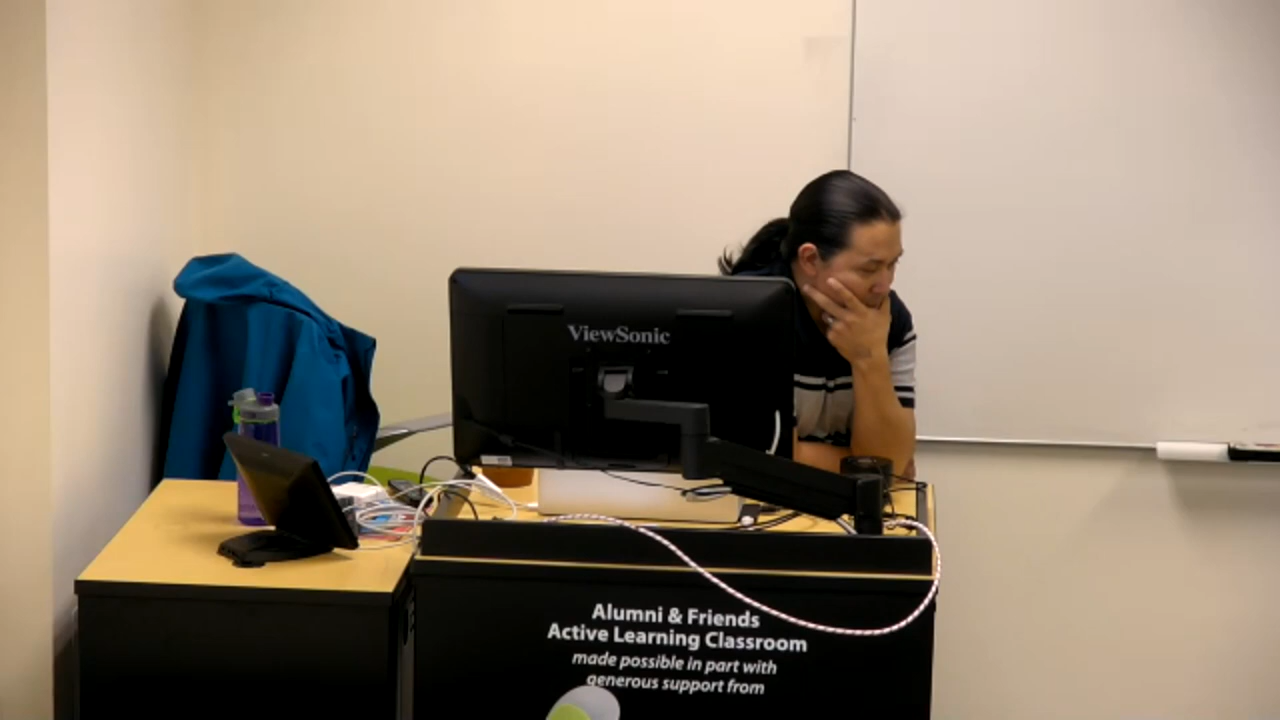 ViewSonic
Alumni & Friends
Active Learning Classroom
made possible in part with
generous support from